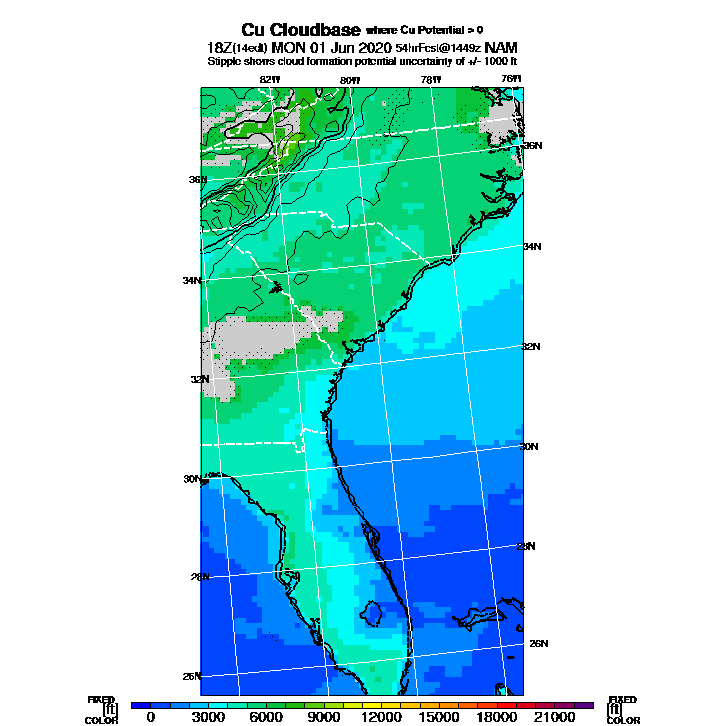 Cu Cloudbase where Cu Potential > 0
18Z(14edt) MON 01 Jun 2020 54hrFcst@1449z NAM
Stipple shows cloud formation potential uncertainty of +/- 1000 ft
82W 80W 78W 76W
36N
36N
34N
34N
32N
32N
30N
30N
28N
28N
26N
26N
FIXED FIXED
[ft] [ft]
COLOR COLOR
0 3000 6000 9000 12000 15000 18000 21000